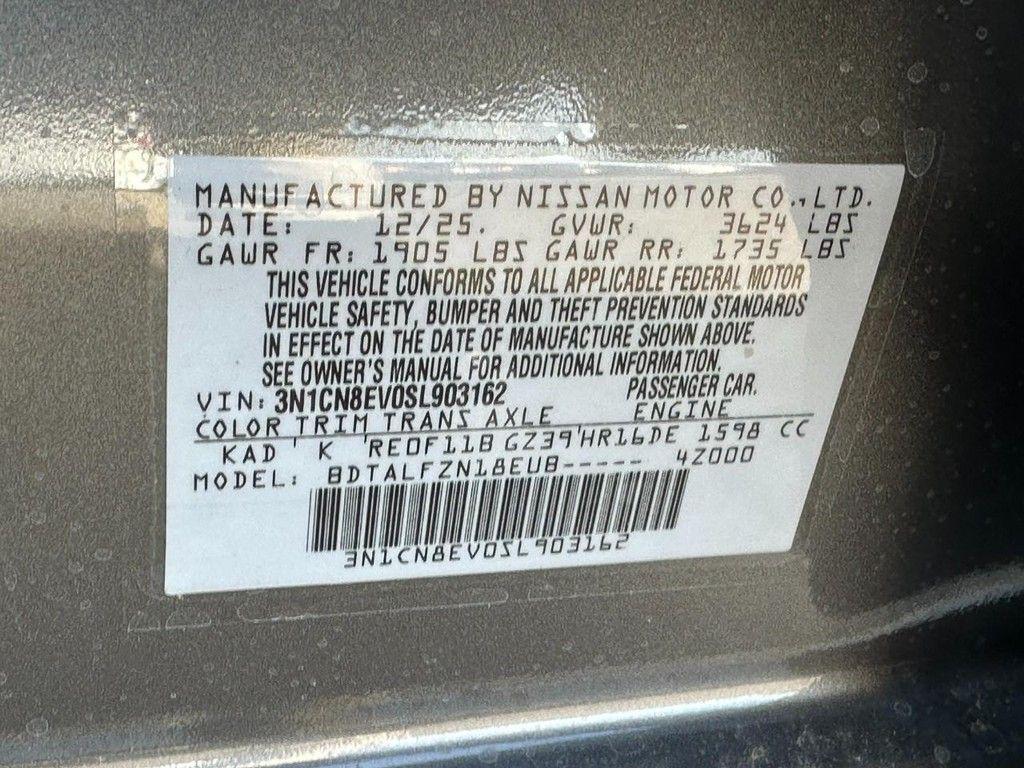 MANUFACTURED BY NISSAN MOTOR CO.,LTD.
DATE: 12/25. GVWR: 3624 LBS
GAWR FR: 1905 LBS GAWR RR: 1735 LBS
THIS VEHICLE CONFORMS TO ALL APPLICABLE FEDERAL MOTOR
VEHICLE SAFETY, BUMPER AND THEFT PREVENTION STANDARDS
IN EFFECT ON THE DATE OF MANUFACTURE SHOWN ABOVE.
SEE OWNER'S MANUAL FOR ADDITIONAL INFORMATION.
VIN: 3N1CN8EV0SL903162 PASSENGER CAR.
COLOR TRIM TRANS AXLE ENGINE
KAD ' K 'RE0F11B GZ39'HR16DE 1598 CC
MODEL: BDTALFZN18EUB----- 4Z000
3N1CN8EV0SL903162